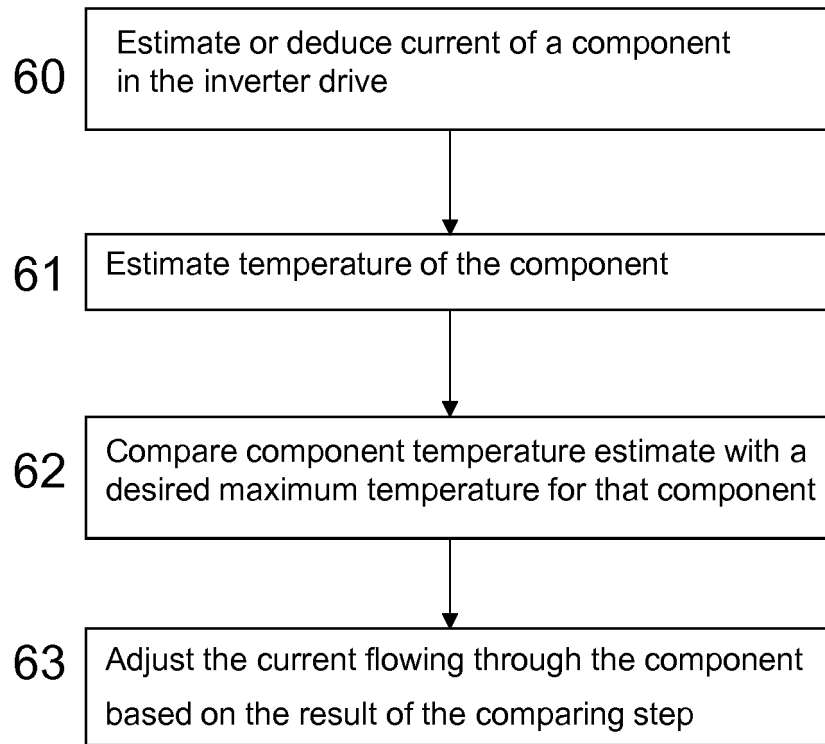 60
Estimate or deduce current of a component
in the inverter drive
61
Estimate temperature of the component
62
Compare component temperature estimate with a
desired maximum temperature for that component
63
Adjust the current flowing through the component
based on the result of the comparing step